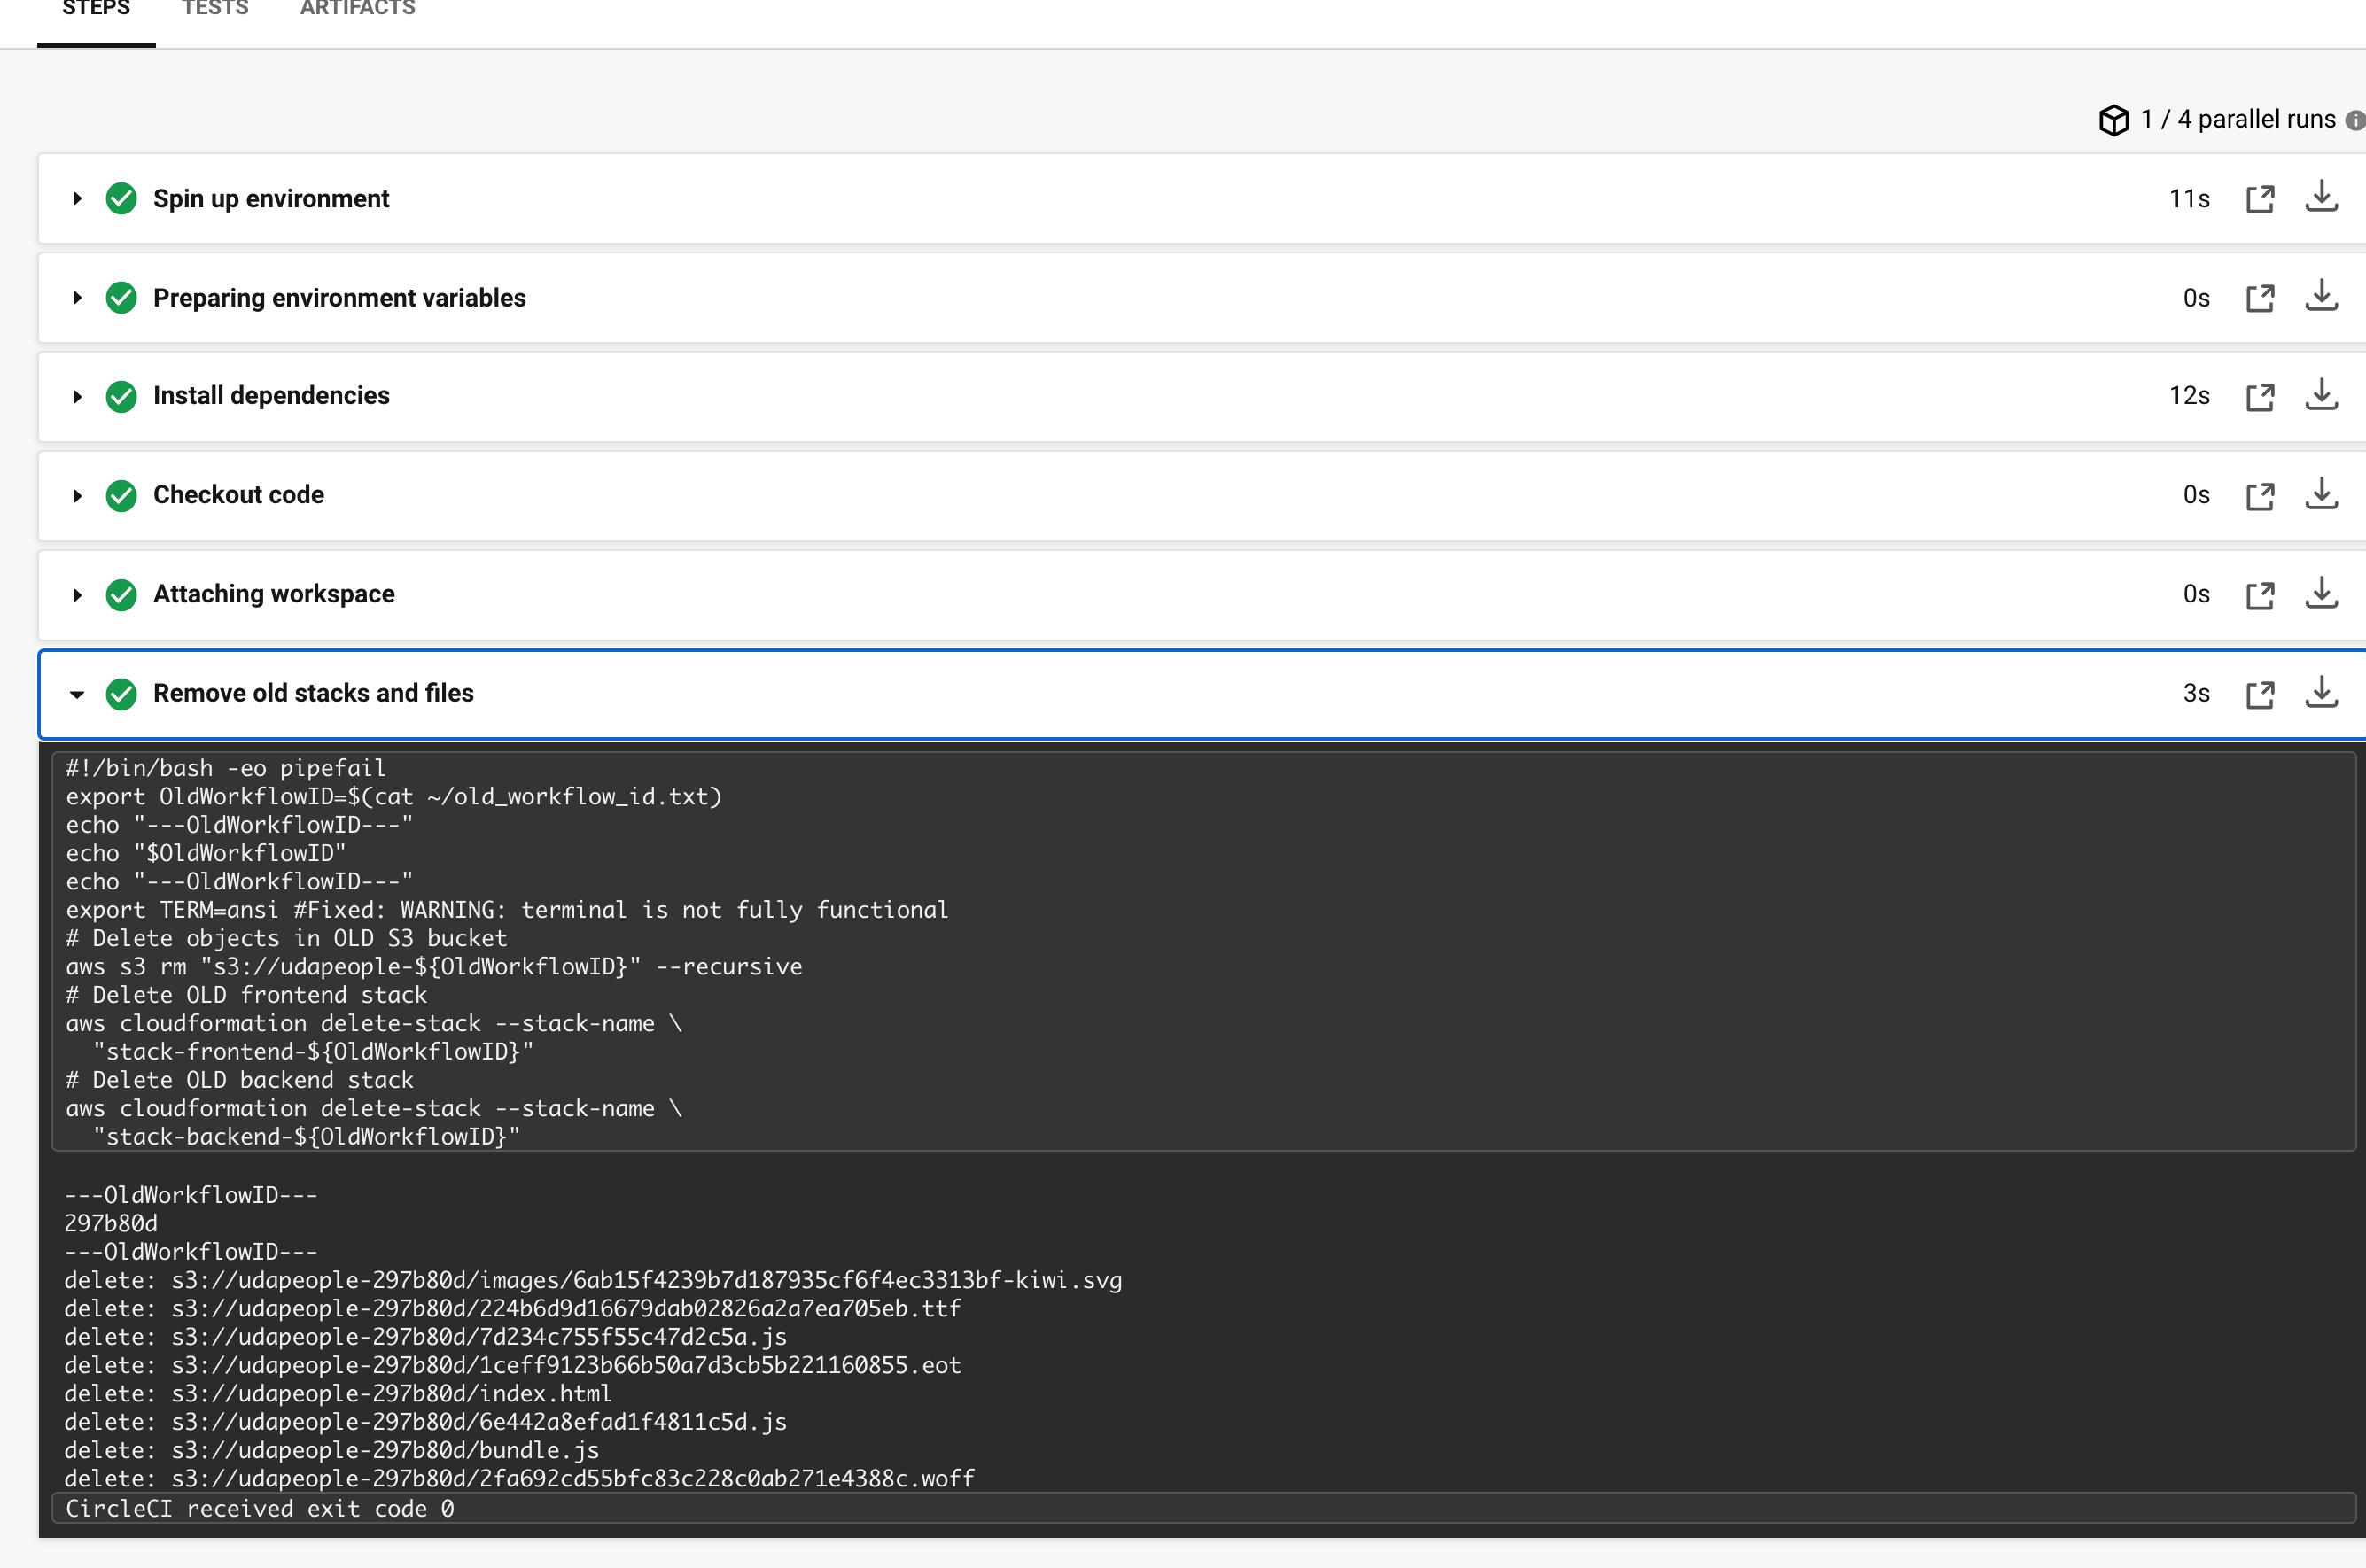 STEPS TESTS ARTIFACTS
1 / 4 parallel runs
Spin up environment 11s
Preparing environment variables 0s
Install dependencies 12s
Checkout code 0s
Attaching workspace 0s
Remove old stacks and files 3s
#!/bin/bash -eo pipefail
export OldWorkflowID=$(cat ~/old_workflow_id.txt)
echo "---OldWorkflowID---"
echo "$OldWorkflowID"
echo "---OldWorkflowID---"
export TERM=ansi #Fixed: WARNING: terminal is not fully functional
# Delete objects in OLD S3 bucket
aws s3 rm "s3://udapeople-${OldWorkflowID}" --recursive
# Delete OLD frontend stack
aws cloudformation delete-stack --stack-name \
  "stack-frontend-${OldWorkflowID}"
# Delete OLD backend stack
aws cloudformation delete-stack --stack-name \
  "stack-backend-${OldWorkflowID}"
---OldWorkflowID---
297b80d
---OldWorkflowID---
delete: s3://udapeople-297b80d/images/6ab15f4239b7d187935cf6f4ec3313bf-kiwi.svg
delete: s3://udapeople-297b80d/224b6d9d16679dab02826a2a7ea705eb.ttf
delete: s3://udapeople-297b80d/7d234c755f55c47d2c5a.js
delete: s3://udapeople-297b80d/1ceff9123b66b50a7d3cb5b221160855.eot
delete: s3://udapeople-297b80d/index.html
delete: s3://udapeople-297b80d/6e442a8efad1f4811c5d.js
delete: s3://udapeople-297b80d/bundle.js
delete: s3://udapeople-297b80d/2fa692cd55bfc83c228c0ab271e4388c.woff
CircleCI received exit code 0